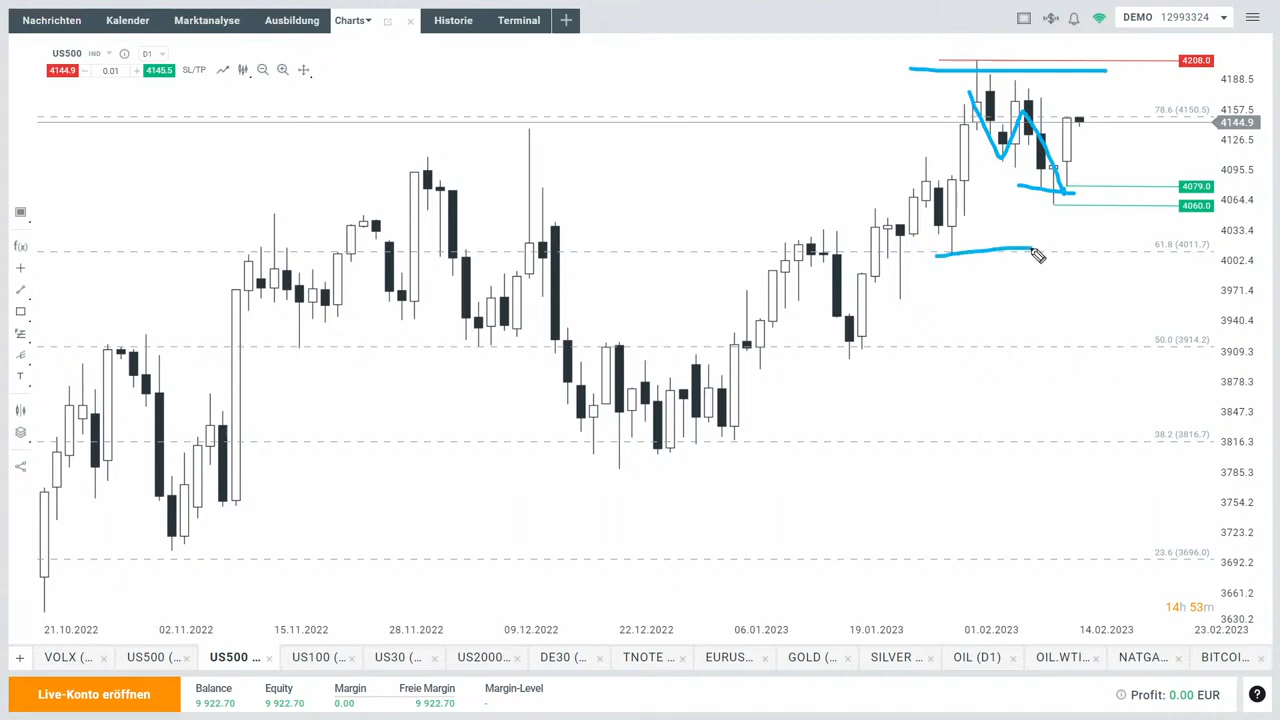 Nachrichten Kalender Marktanalyse Ausbildung Charts Historie Terminal DEMO 12993324
US500 IND D1
4144.9 0.01 4145.5 SL/TP
4208.0
4188.5
78.6 (4150.5) 4157.5
4144.9
4126.5
4095.5
4079.0
4064.4
4060.0
4033.4
61.8 (4011.7)
4002.4
3971.4
3940.4
50.0 (3914.2)
3909.3
3878.3
3847.3
38.2 (3816.7)
3816.3
3785.3
3754.2
3723.2
23.6 (3696.0)
3692.2
3661.2
14h 53m
3630.2
f(x)
T
21.10.2022 02.11.2022 15.11.2022 28.11.2022 09.12.2022 22.12.2022 06.01.2023 19.01.2023 01.02.2023 14.02.2023 23.02.2023
VOLX (... US500 (... US500 ... US100 (... US30 (... US2000... DE30 (... TNOTE ... EURUS... GOLD (... SILVER ... OIL (D1) OIL.WTI... NATGA... BITCOI...
Live-Konto eröffnen Balance Equity Margin Freie Margin Margin-Level Profit: 0.00 EUR
9 922.70 9 922.70 0.00 9 922.70 -